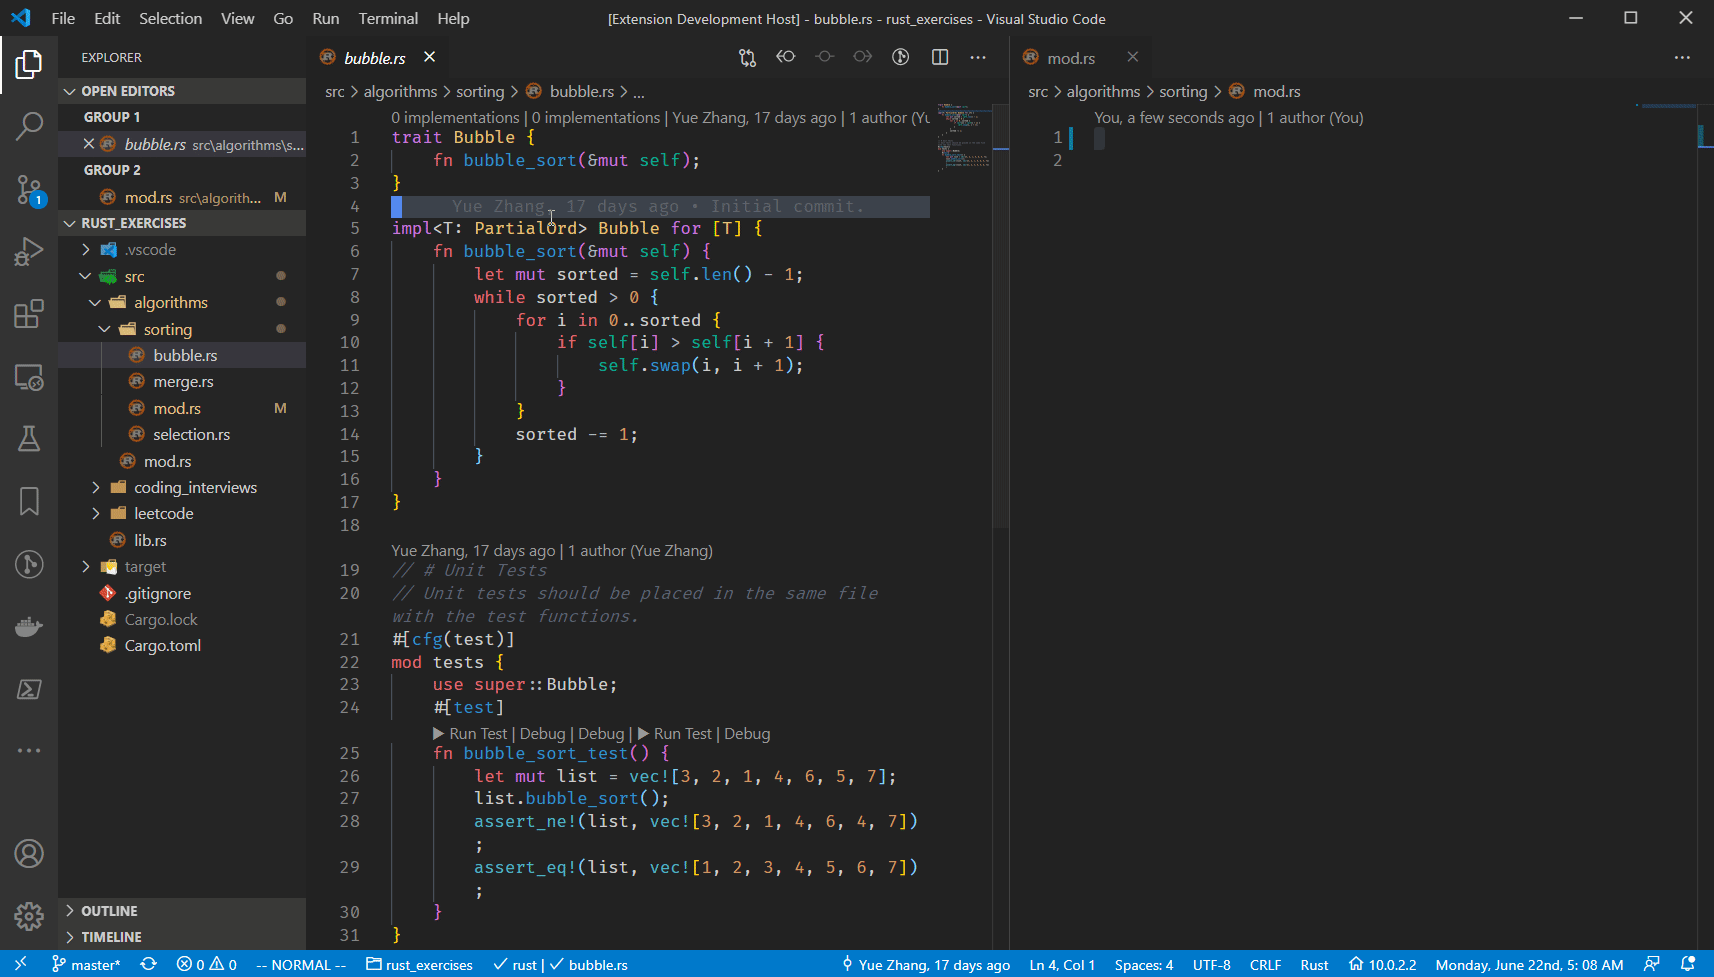 File Edit Selection View Go Run Terminal Help [Extension Development Host] - bubble.rs - rust_exercises - Visual Studio Code
EXPLORER
OPEN EDITORS
GROUP 1
bubble.rs src\algorithms\s...
GROUP 2
mod.rs src\algorith... M
RUST_EXERCISES
.vscode
src
algorithms
sorting
bubble.rs
merge.rs
mod.rs M
selection.rs
mod.rs
coding_interviews
leetcode
lib.rs
target
.gitignore
Cargo.lock
Cargo.toml
OUTLINE
TIMELINE
1
bubble.rs
src > algorithms > sorting > bubble.rs > ...
0 implementations | 0 implementations | Yue Zhang, 17 days ago | 1 author (Yu
1 trait Bubble {
2 fn bubble_sort(&mut self);
3 }
4 Yue Zhang, 17 days ago • Initial commit.
5 impl<T: PartialOrd> Bubble for [T] {
6 fn bubble_sort(&mut self) {
7 let mut sorted = self.len() - 1;
8 while sorted > 0 {
9 for i in 0..sorted {
10 if self[i] > self[i + 1] {
11 self.swap(i, i + 1);
12 }
13 }
14 sorted -= 1;
15 }
16 }
17 }
18
Yue Zhang, 17 days ago | 1 author (Yue Zhang)
19 // # Unit Tests
20 // Unit tests should be placed in the same file
with the test functions.
21 #[cfg(test)]
22 mod tests {
23 use super::Bubble;
24 #[test]
▶ Run Test | Debug | Debug | ▶ Run Test | Debug
25 fn bubble_sort_test() {
26 let mut list = vec![3, 2, 1, 4, 6, 5, 7];
27 list.bubble_sort();
28 assert_ne!(list, vec![3, 2, 1, 4, 6, 4, 7])
;
29 assert_eq!(list, vec![1, 2, 3, 4, 5, 6, 7])
;
30 }
31 }
mod.rs
src > algorithms > sorting > mod.rs
You, a few seconds ago | 1 author (You)
1
2
master* 0 0 -- NORMAL -- rust_exercises rust | bubble.rs Yue Zhang, 17 days ago Ln 4, Col 1 Spaces: 4 UTF-8 CRLF Rust 10.0.2.2 Monday, June 22nd, 5:08 AM